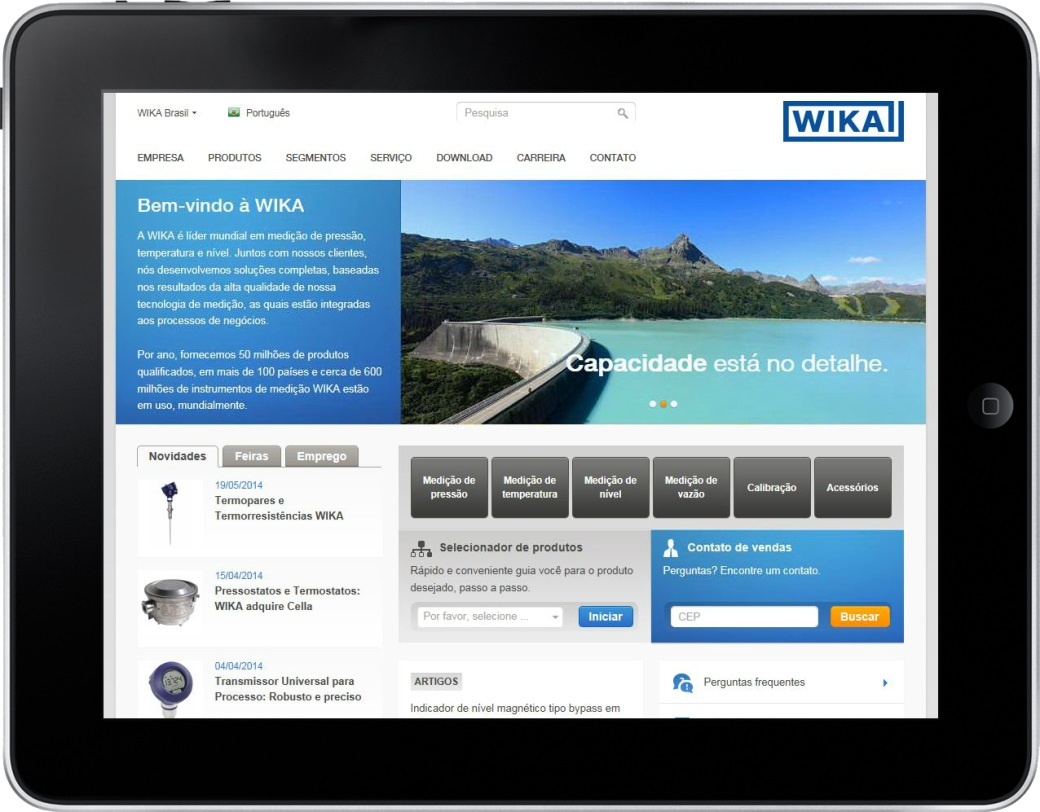 WIKA Brasil
Português
Pesquisa
WIKA
EMPRESA PRODUTOS SEGMENTOS SERVIÇO DOWNLOAD CARREIRA CONTATO
Bem-vindo à WIKA
A WIKA é líder mundial em medição de pressão,
temperatura e nível. Juntos com nossos clientes,
nós desenvolvemos soluções completas, baseadas
nos resultados da alta qualidade de nossa
tecnologia de medição, as quais estão integradas
aos processos de negócios.
Por ano, fornecemos 50 milhões de produtos
qualificados, em mais de 100 países e cerca de 600
milhões de instrumentos de medição WIKA estão
em uso, mundialmente.
Capacidade está no detalhe.
Novidades Feiras Emprego
19/05/2014
Termopares e
Termorresistências WIKA
15/04/2014
Pressostatos e Termostatos:
WIKA adquire Cella
04/04/2014
Transmissor Universal para
Processo: Robusto e preciso
Medição de
pressão
Medição de
temperatura
Medição de
nível
Medição de
vazão
Calibração
Acessórios
Selecionador de produtos
Rápido e conveniente guia você para o produto
desejado, passo a passo.
Por favor, selecione ...
Iniciar
Contato de vendas
Perguntas? Encontre um contato.
CEP
Buscar
ARTIGOS
Indicador de nível magnético tipo bypass em
Perguntas frequentes